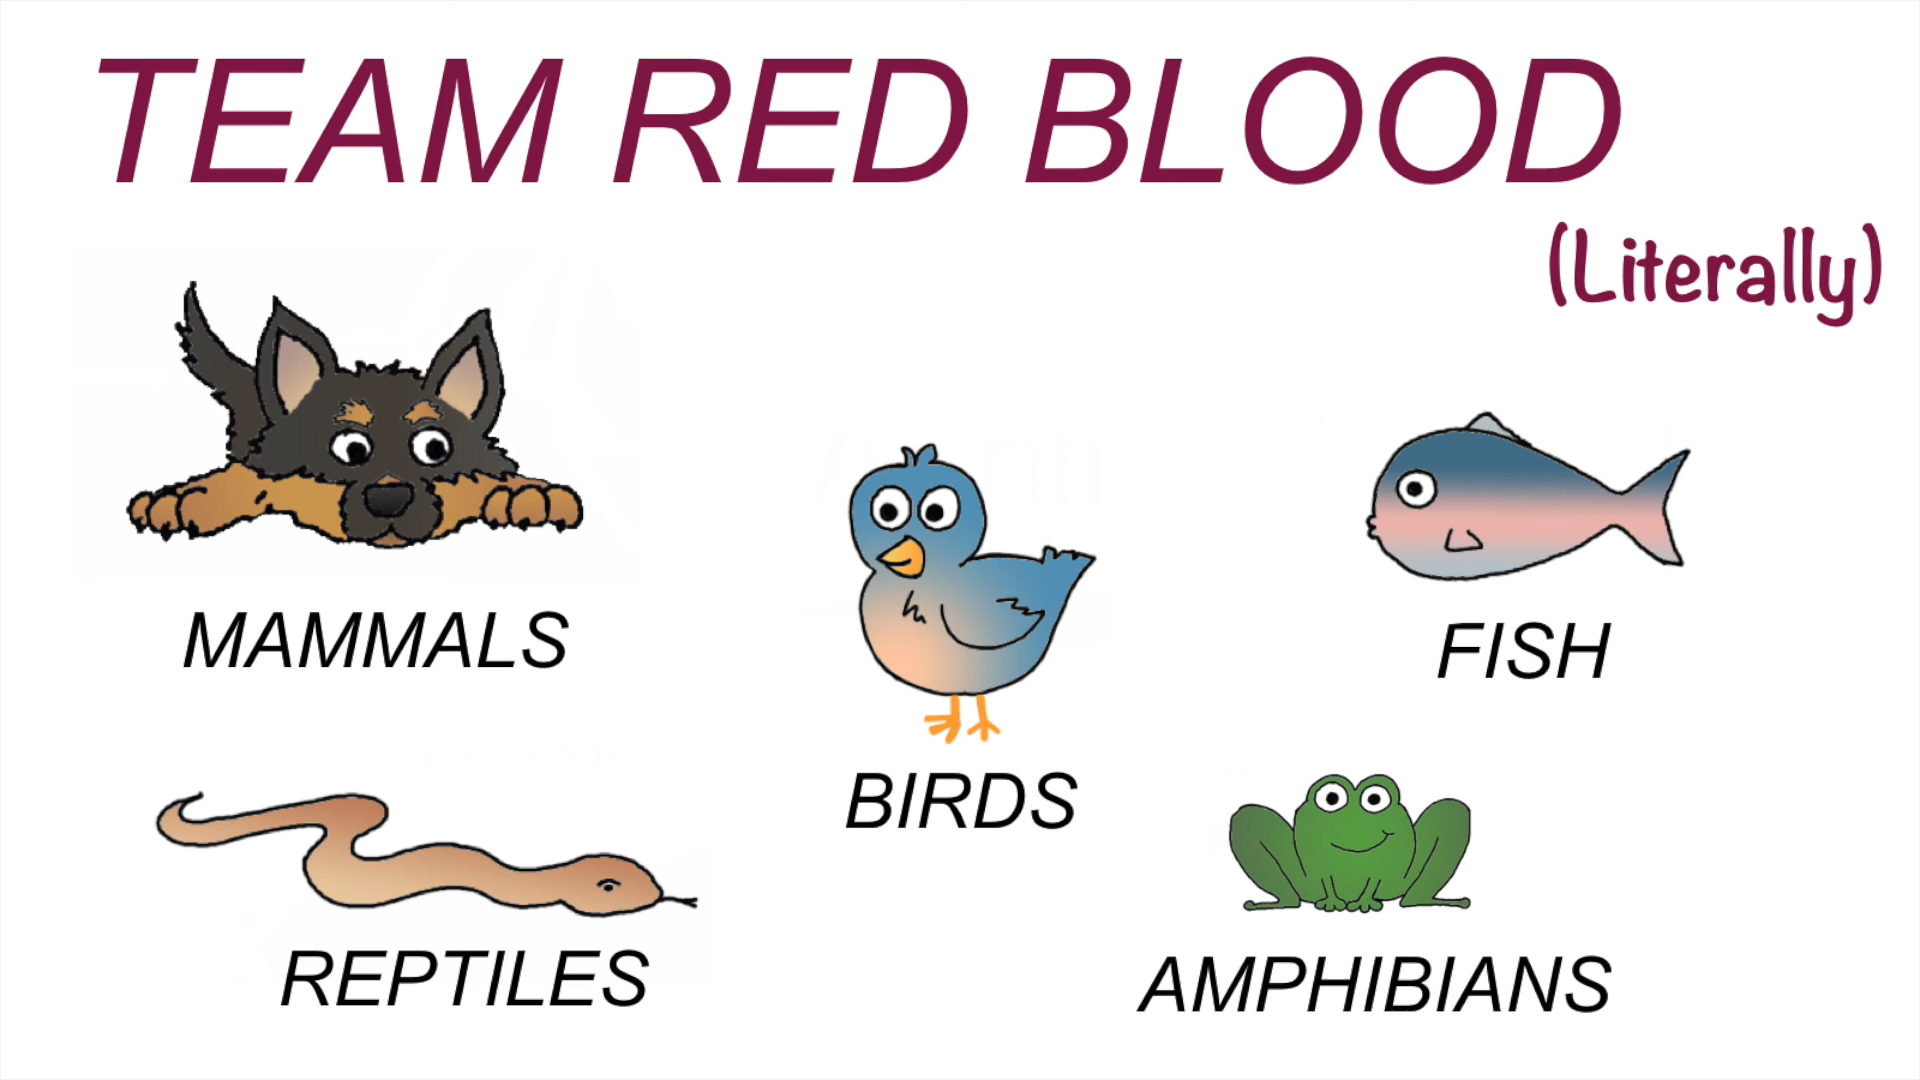 TEAM RED BLOOD
(Literally)
MAMMALS
BIRDS
FISH
REPTILES
AMPHIBIANS